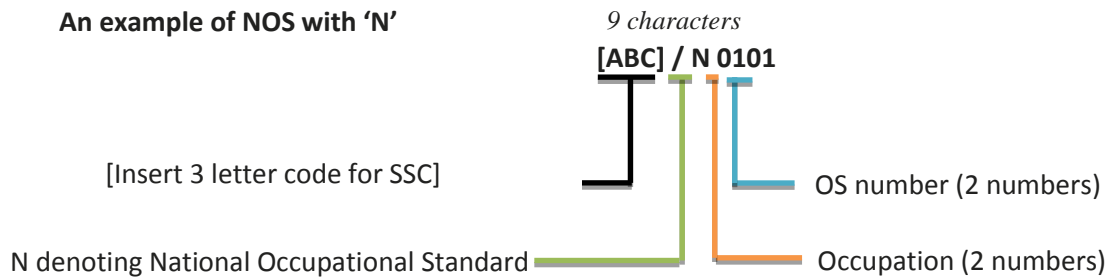 An example of NOS with ‘N’
9 characters
[ABC] / N 0101
[Insert 3 letter code for SSC]
OS number (2 numbers)
N denoting National Occupational Standard
Occupation (2 numbers)